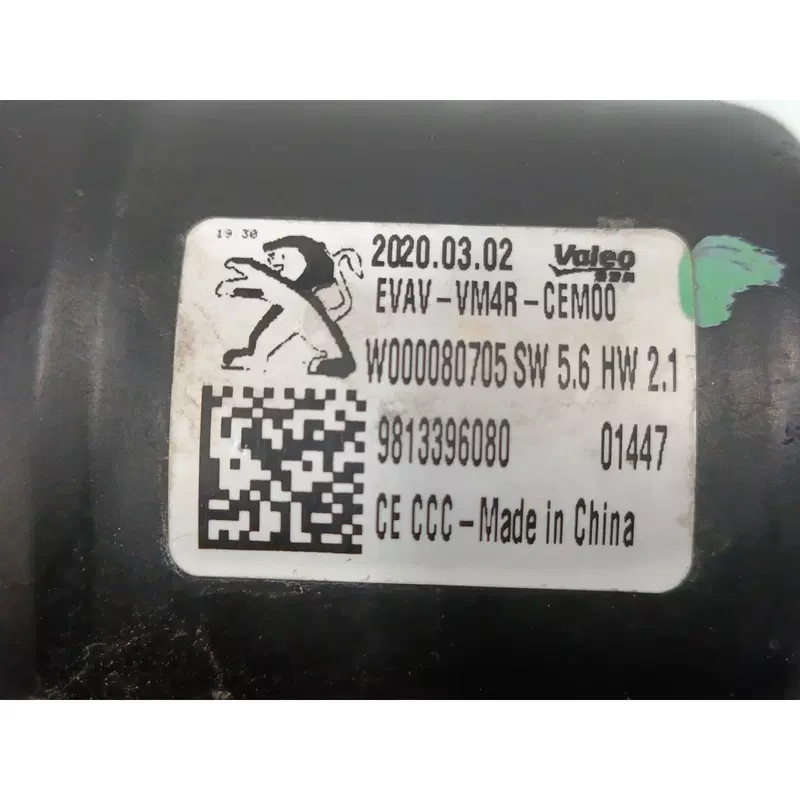 19:30
2020.03.02 Valeo
EVAV-VM4R-CEM00
W000080705 SW 5.6 HW 2.1
9813396080 01447
CE CCC-Made in China